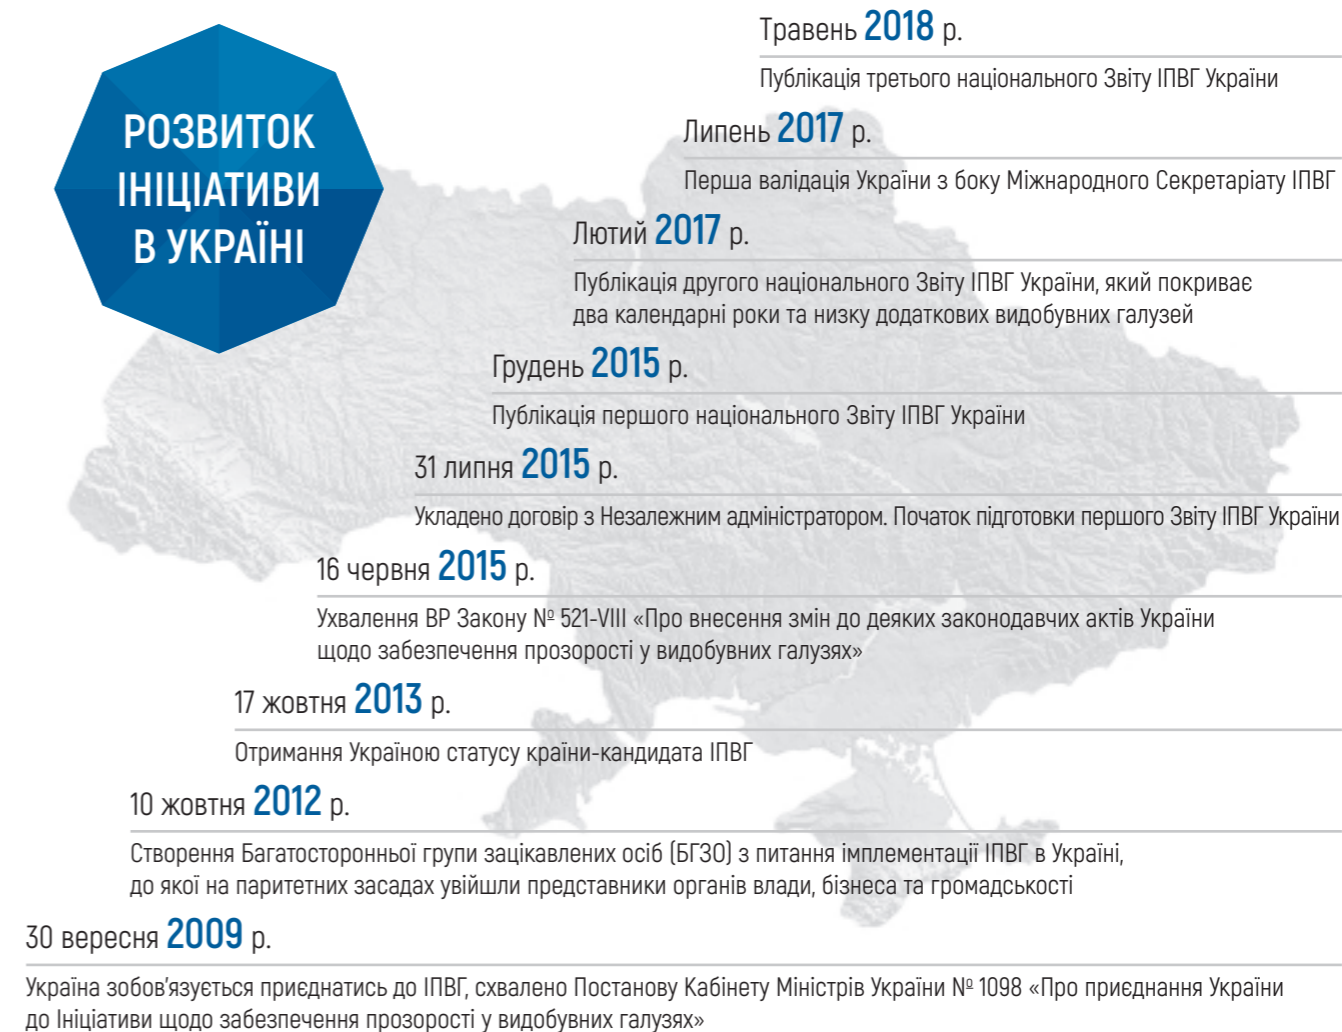 РОЗВИТОК
ІНІЦІАТИВИ
В УКРАЇНІ
Травень 2018 р.
Публікація третього національного Звіту ІПВГ України
Липень 2017 р.
Перша валідація України з боку Міжнародного Секретаріату ІПВГ
Лютий 2017 р.
Публікація другого національного Звіту ІПВГ України, який покриває
два календарні роки та низку додаткових видобувних галузей
Грудень 2015 р.
Публікація першого національного Звіту ІПВГ України
31 липня 2015 р.
Укладено договір з Незалежним адміністратором. Початок підготовки першого Звіту ІПВГ України
16 червня 2015 р.
Ухвалення ВР Закону № 521-VIII «Про внесення змін до деяких законодавчих актів України
щодо забезпечення прозорості у видобувних галузях»
17 жовтня 2013 р.
Отримання Україною статусу країни-кандидата ІПВГ
10 жовтня 2012 р.
Створення Багатосторонньої групи зацікавлених осіб (БГЗО) з питання імплементації ІПВГ в Україні,
до якої на паритетних засадах увійшли представники органів влади, бізнеса та громадськості
30 вересня 2009 р.
Україна зобов'язується приєднатись до ІПВГ, схвалено Постанову Кабінету Міністрів України № 1098 «Про приєднання України
до Ініціативи щодо забезпечення прозорості у видобувних галузях»